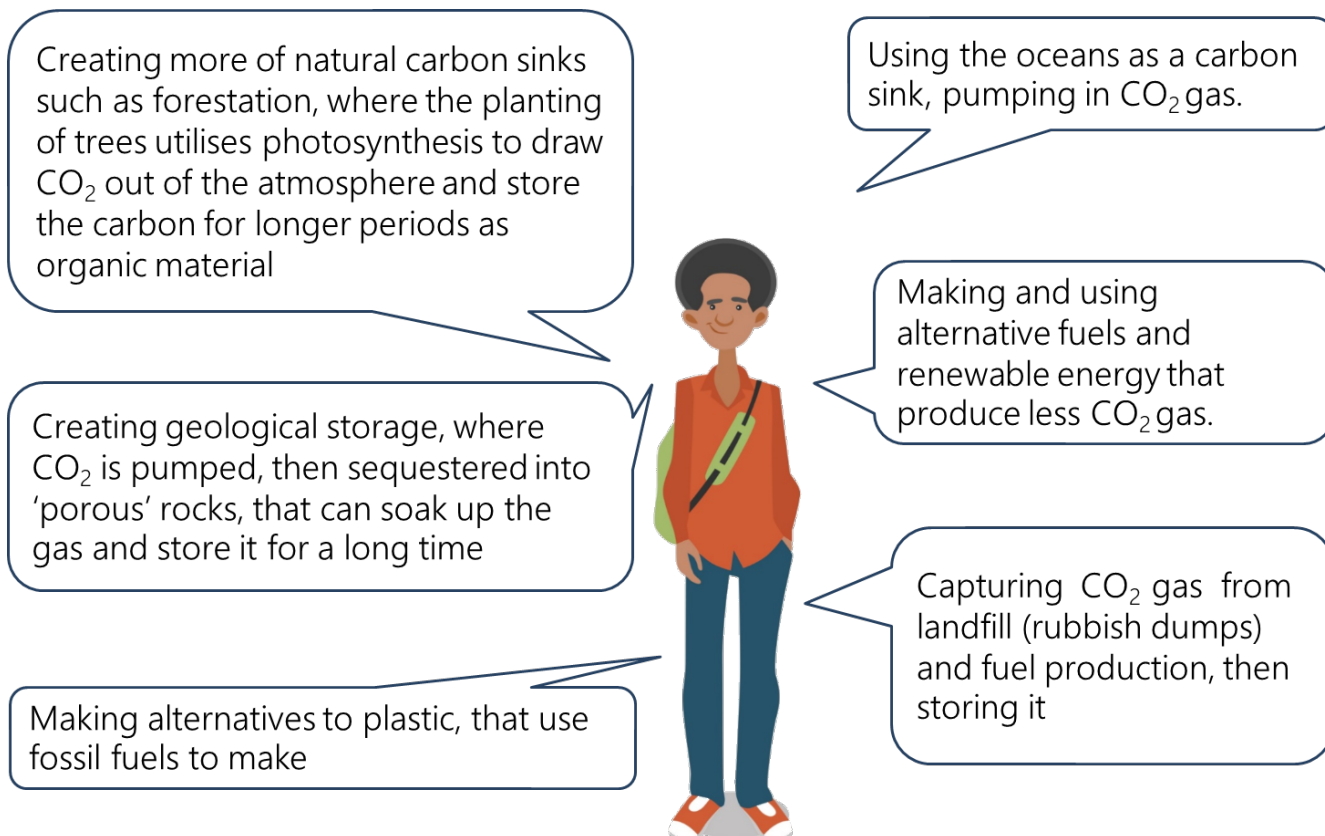 Creating more of natural carbon sinks
such as forestation, where the planting
of trees utilises photosynthesis to draw
CO₂ out of the atmosphere and store
the carbon for longer periods as
organic material
Using the oceans as a carbon
sink, pumping in CO₂ gas.
Making and using
alternative fuels and
renewable energy that
produce less CO₂ gas.
Creating geological storage, where
CO₂ is pumped, then sequestered into
‘porous’ rocks, that can soak up the
gas and store it for a long time
Capturing CO₂ gas from
landfill (rubbish dumps)
and fuel production, then
storing it
Making alternatives to plastic, that use
fossil fuels to make